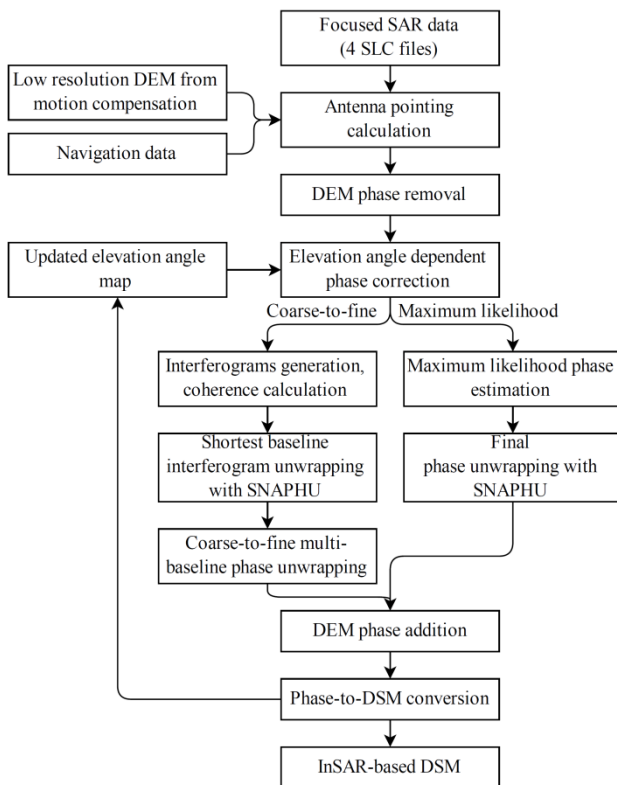 Focused SAR data
(4 SLC files)
Low resolution DEM from
motion compensation
Antenna pointing
calculation
Navigation data
DEM phase removal
Updated elevation angle
map
Elevation angle dependent
phase correction
Coarse-to-fine
Maximum likelihood
Interferograms generation,
coherence calculation
Maximum likelihood phase
estimation
Shortest baseline
interferogram unwrapping
with SNAPHU
Final
phase unwrapping with
SNAPHU
Coarse-to-fine multi-
baseline phase unwrapping
DEM phase addition
Phase-to-DSM conversion
InSAR-based DSM